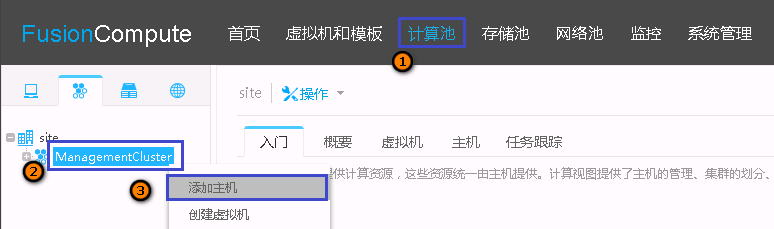 FusionCompute 首页 虚拟机和模板 计算池 存储池 网络池 监控 系统管理
1
site 操作
site
入门 概要 虚拟机 主机 任务跟踪
2 ManagementCluster
提供计算资源，这些资源统一由主机提供。计算视图提供了主机的管理、集群的划分、
3 添加主机
创建虚拟机